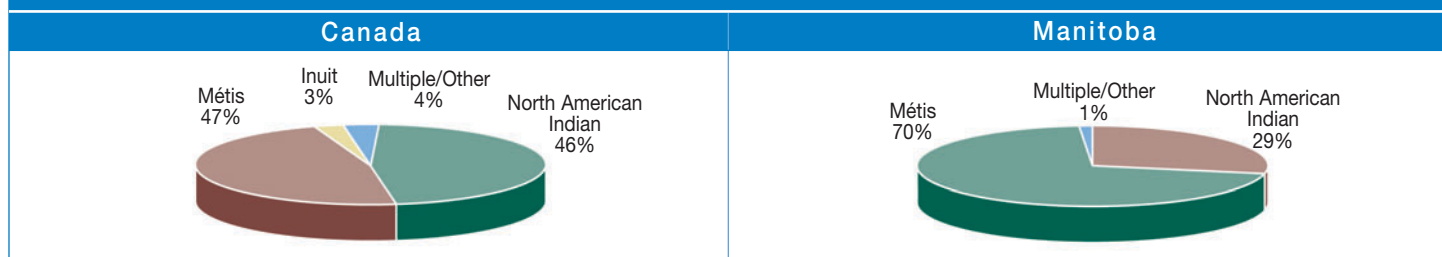 Canada
Métis
47%
Inuit
3%
Multiple/Other
4%
North American
Indian
46%
Manitoba
Métis
70%
Multiple/Other
1%
North American
Indian
29%